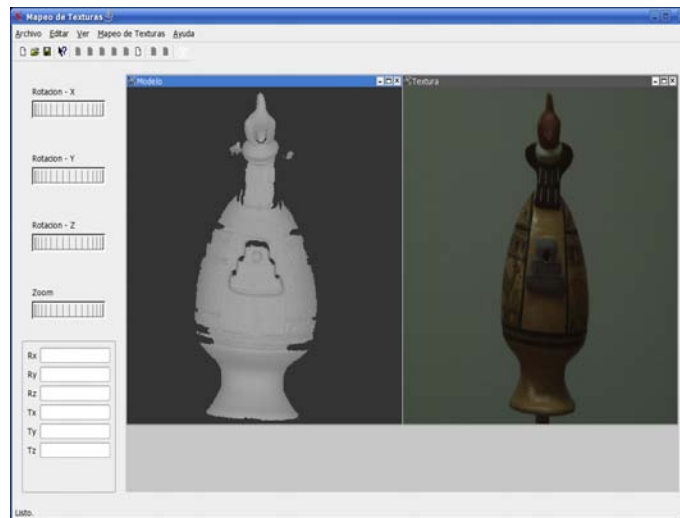 Mapeo de Texturas
Archivo Editar Ver Mapeo de Texturas Ayuda
Modelo
Textura
Rotacion - X
Rotacion - Y
Rotacion - Z
Zoom
Rx
Ry
Rz
Tx
Ty
Tz
Listo.